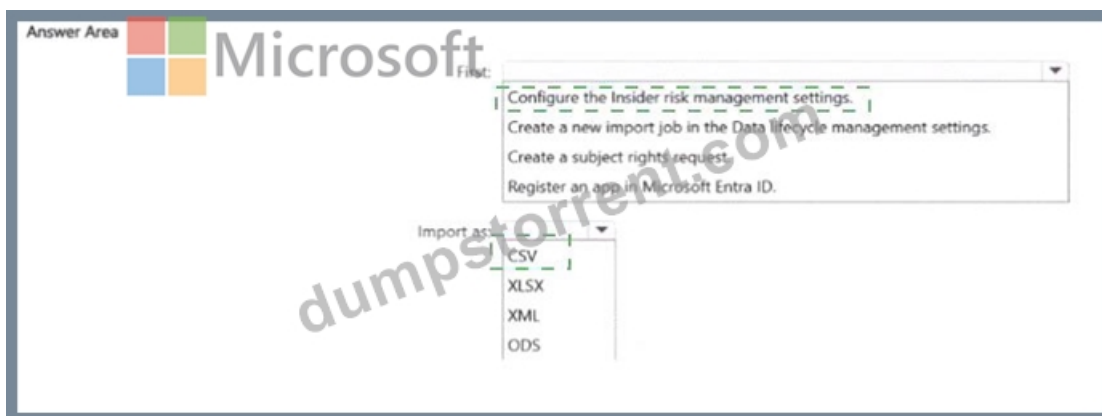 Answer Area
Microsoft
First:
Configure the Insider risk management settings.
Create a new import job in the Data lifecycle management settings.
Create a subject rights request.
Register an app in Microsoft Entra ID.
Import as:
CSV
XLSX
XML
ODS
dumpstorrent.com